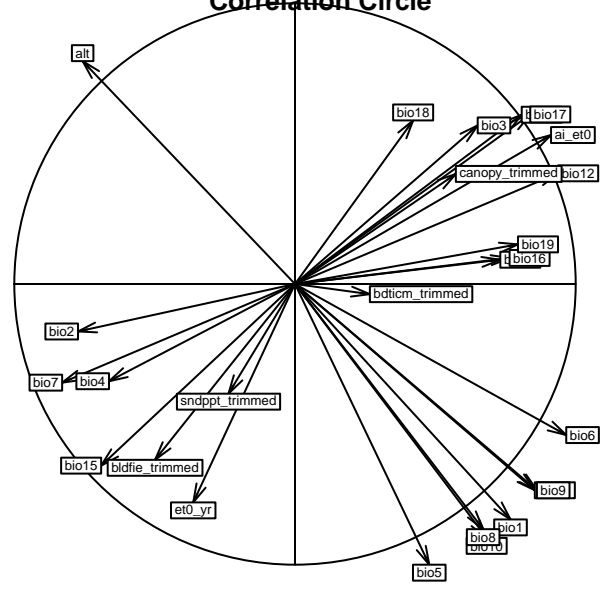 Correlation Circle
alt
bio18
bio3
bio17
ai_et0
canopy_trimmed
bio12
bio19
bio16
bdticm_trimmed
bio2
bio7
bio4
sndppt_trimmed
bio6
bio15
bldfie_trimmed
bio9
et0_yr
bio1
bio8
bio10
bio5